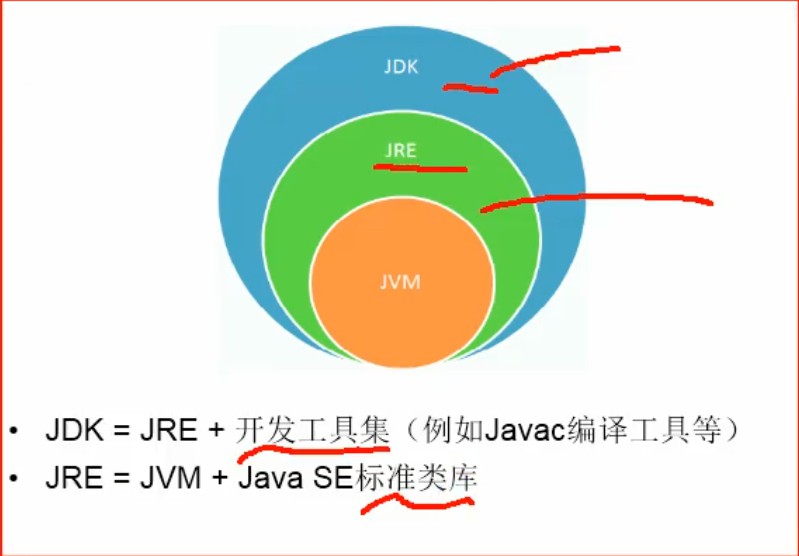 JDK
JRE
JVM
• JDK = JRE + 开发工具集（例如Javac编译工具等）
• JRE = JVM + Java SE标准类库